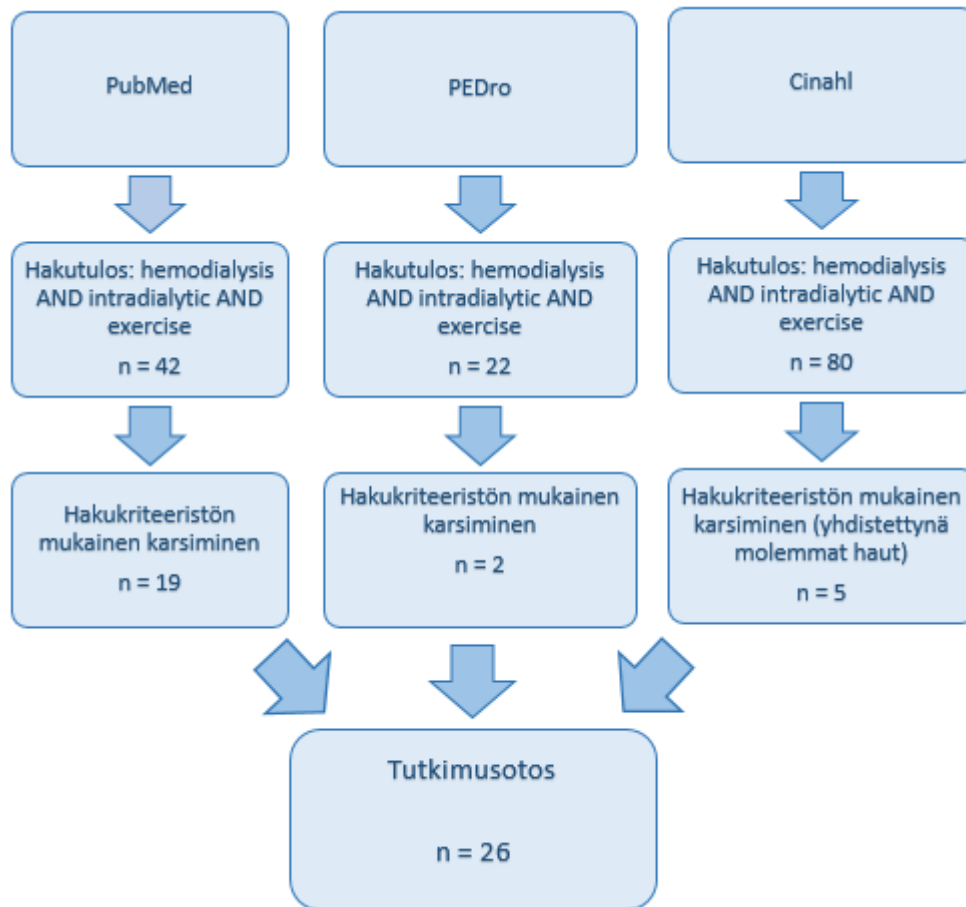 PubMed
PEDro
Cinahl
Hakutulos: hemodialysis
AND intradialytic AND
exercise
n = 42
Hakutulos: hemodialysis
AND intradialytic AND
exercise
n = 22
Hakutulos: hemodialysis
AND intradialytic AND
exercise
n = 80
Hakukriteeristön
mukainen karsiminen
n = 19
Hakukriteeristön mukainen
karsiminen
n = 2
Hakukriteeristön mukainen
karsiminen (yhdistettynä
molemmat haut)
n = 5
Tutkimusotos
n = 26